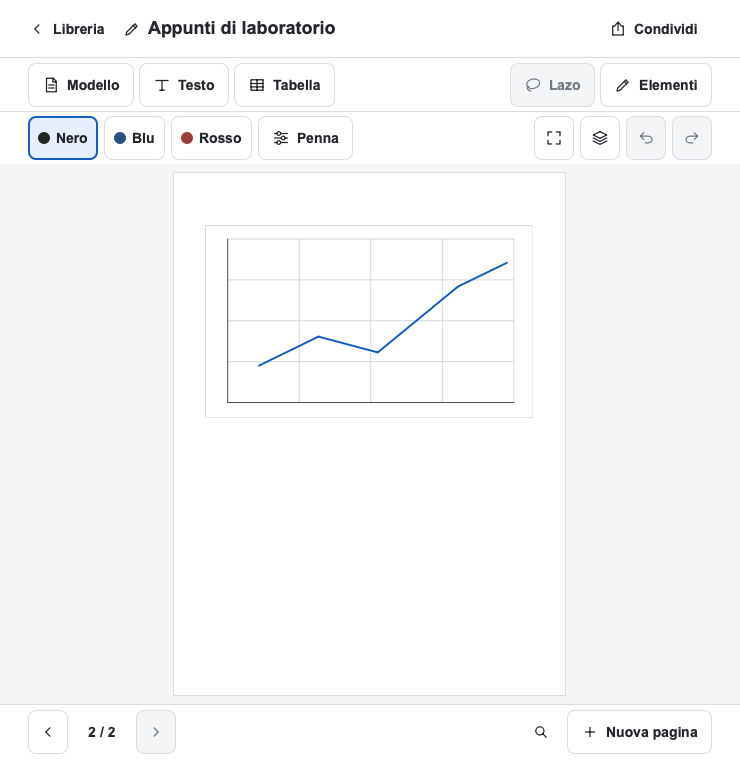 Libreria Appunti di laboratorio Condividi
Modello Testo Tabella Lazo Elementi
Nero Blu Rosso Penna
2 / 2 Nuova pagina